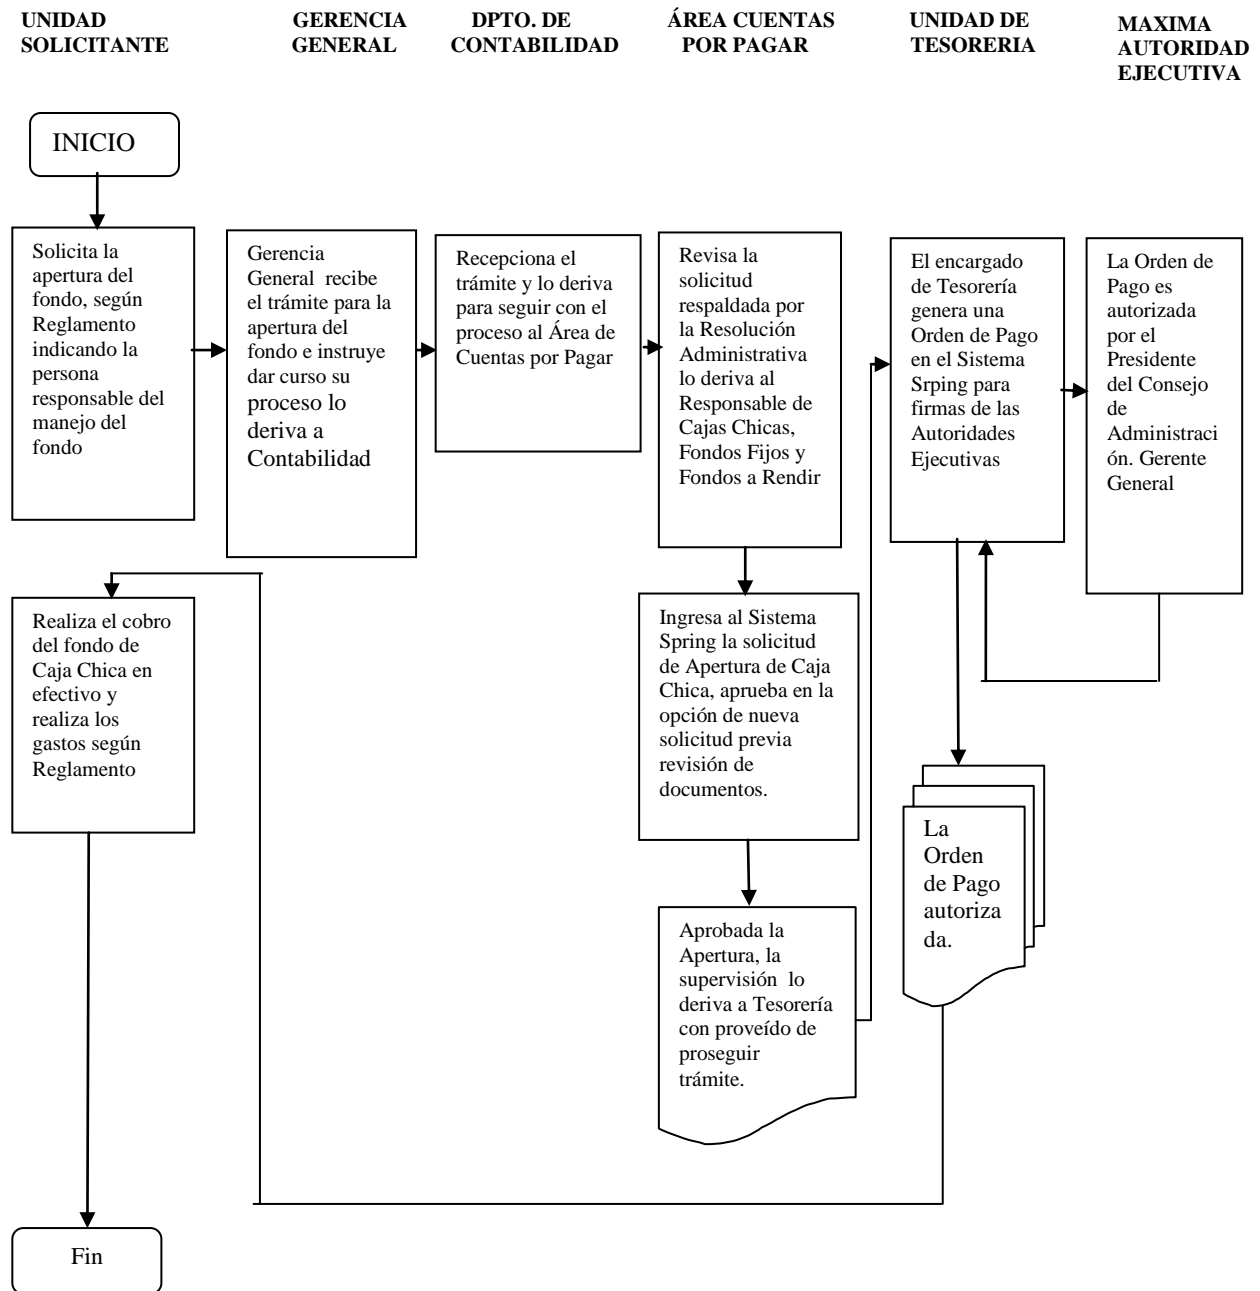 UNIDAD
SOLICITANTE
GERENCIA
GENERAL
DPTO. DE
CONTABILIDAD
ÁREA CUENTAS
POR PAGAR
UNIDAD DE
TESORERIA
MAXIMA
AUTORIDAD
EJECUTIVA
INICIO
Solicita la
apertura del
fondo, según
Reglamento
indicando la
persona
responsable del
manejo del
fondo
Gerencia
General recibe
el trámite para la
apertura del
fondo e instruye
dar curso su
proceso lo
deriva a
Contabilidad
Recepciona el
trámite y lo deriva
para seguir con el
proceso al Área de
Cuentas por Pagar
Revisa la
solicitud
respaldada por
la Resolución
Administrativa
lo deriva al
Responsable de
Cajas Chicas,
Fondos Fijos y
Fondos a Rendir
El encargado
de Tesorería
genera una
Orden de Pago
en el Sistema
Srping para
firmas de las
Autoridades
Ejecutivas
La Orden de
Pago es
autorizada
por el
Presidente
del Consejo
de
Administraci
ón. Gerente
General
Realiza el cobro
del fondo de
Caja Chica en
efectivo y
realiza los
gastos según
Reglamento
Ingresa al Sistema
Spring la solicitud
de Apertura de Caja
Chica, aprueba en la
opción de nueva
solicitud previa
revisión de
documentos.
La
Orden
de Pago
autoriza
da.
Aprobada la
Apertura, la
supervisión lo
deriva a Tesorería
con proveído de
proseguir
trámite.
Fin